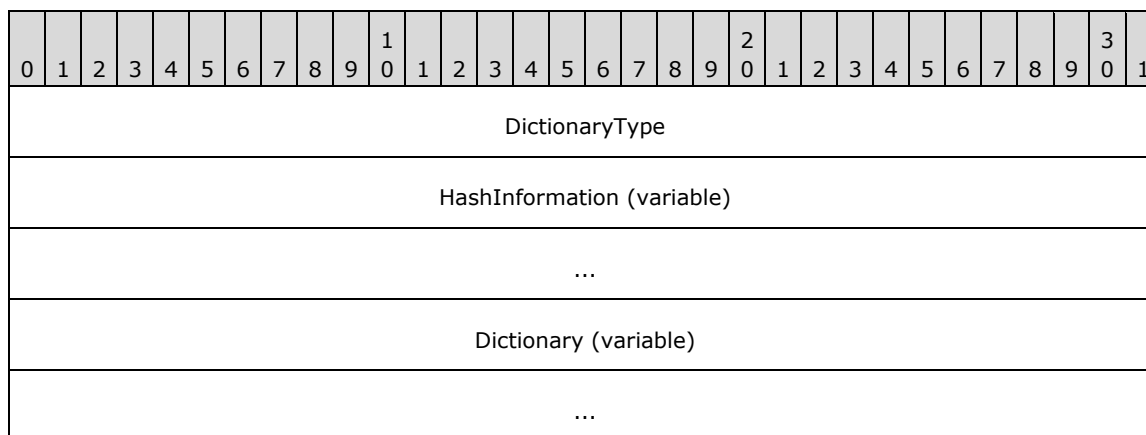 1 2 3
0 1 2 3 4 5 6 7 8 9 0 1 2 3 4 5 6 7 8 9 0 1 2 3 4 5 6 7 8 9 0 1
DictionaryType
HashInformation (variable)
...
Dictionary (variable)
...